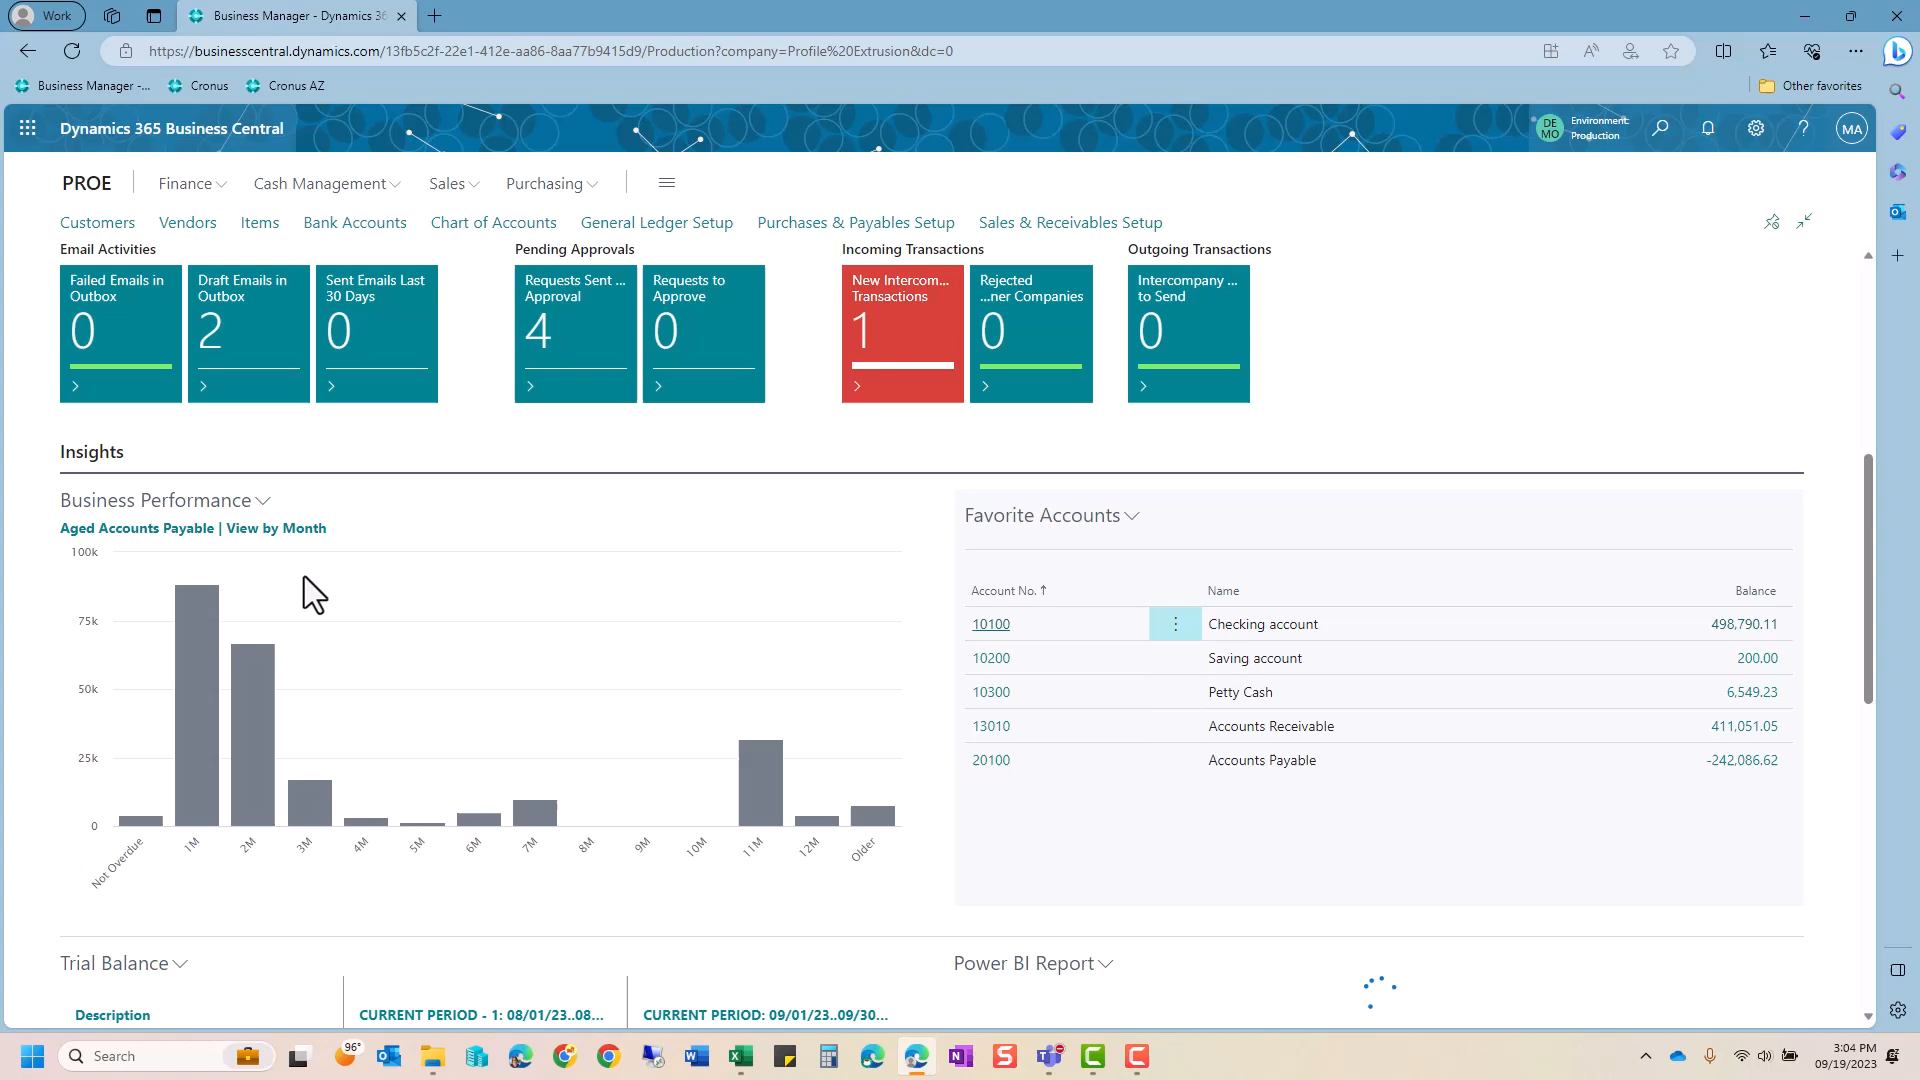 Work
Business Manager - Dynamics 36
https://businesscentral.dynamics.com/13fb5c2f-22e1-412e-aa86-8aa77b9415d9/Production?company=Profile%20Extrusion&dc=0
Business Manager -...
Cronus
Cronus AZ
Other favorites
Dynamics 365 Business Central
DE
MO
Environment:
Production
MA
PROE
Finance
Cash Management
Sales
Purchasing
Customers
Vendors
Items
Bank Accounts
Chart of Accounts
General Ledger Setup
Purchases & Payables Setup
Sales & Receivables Setup
Email Activities
Pending Approvals
Incoming Transactions
Outgoing Transactions
Failed Emails in
Outbox
0
Draft Emails in
Outbox
2
Sent Emails Last
30 Days
0
Requests Sent ...
Approval
4
Requests to
Approve
0
New Intercom...
Transactions
1
Rejected
...ner Companies
0
Intercompany ...
to Send
0
Insights
Business Performance
Aged Accounts Payable | View by Month
100k
75k
50k
25k
0
Not Overdue
1M
2M
3M
4M
5M
6M
7M
8M
9M
10M
11M
12M
Older
Favorite Accounts
Account No. ↑ Name Balance
10100 Checking account 498,790.11
10200 Saving account 200.00
10300 Petty Cash 6,549.23
13010 Accounts Receivable 411,051.05
20100 Accounts Payable -242,086.62
Trial Balance
Description
CURRENT PERIOD - 1: 08/01/23..08...
CURRENT PERIOD: 09/01/23..09/30...
Power BI Report
Search
96°
3:04 PM
09/19/2023